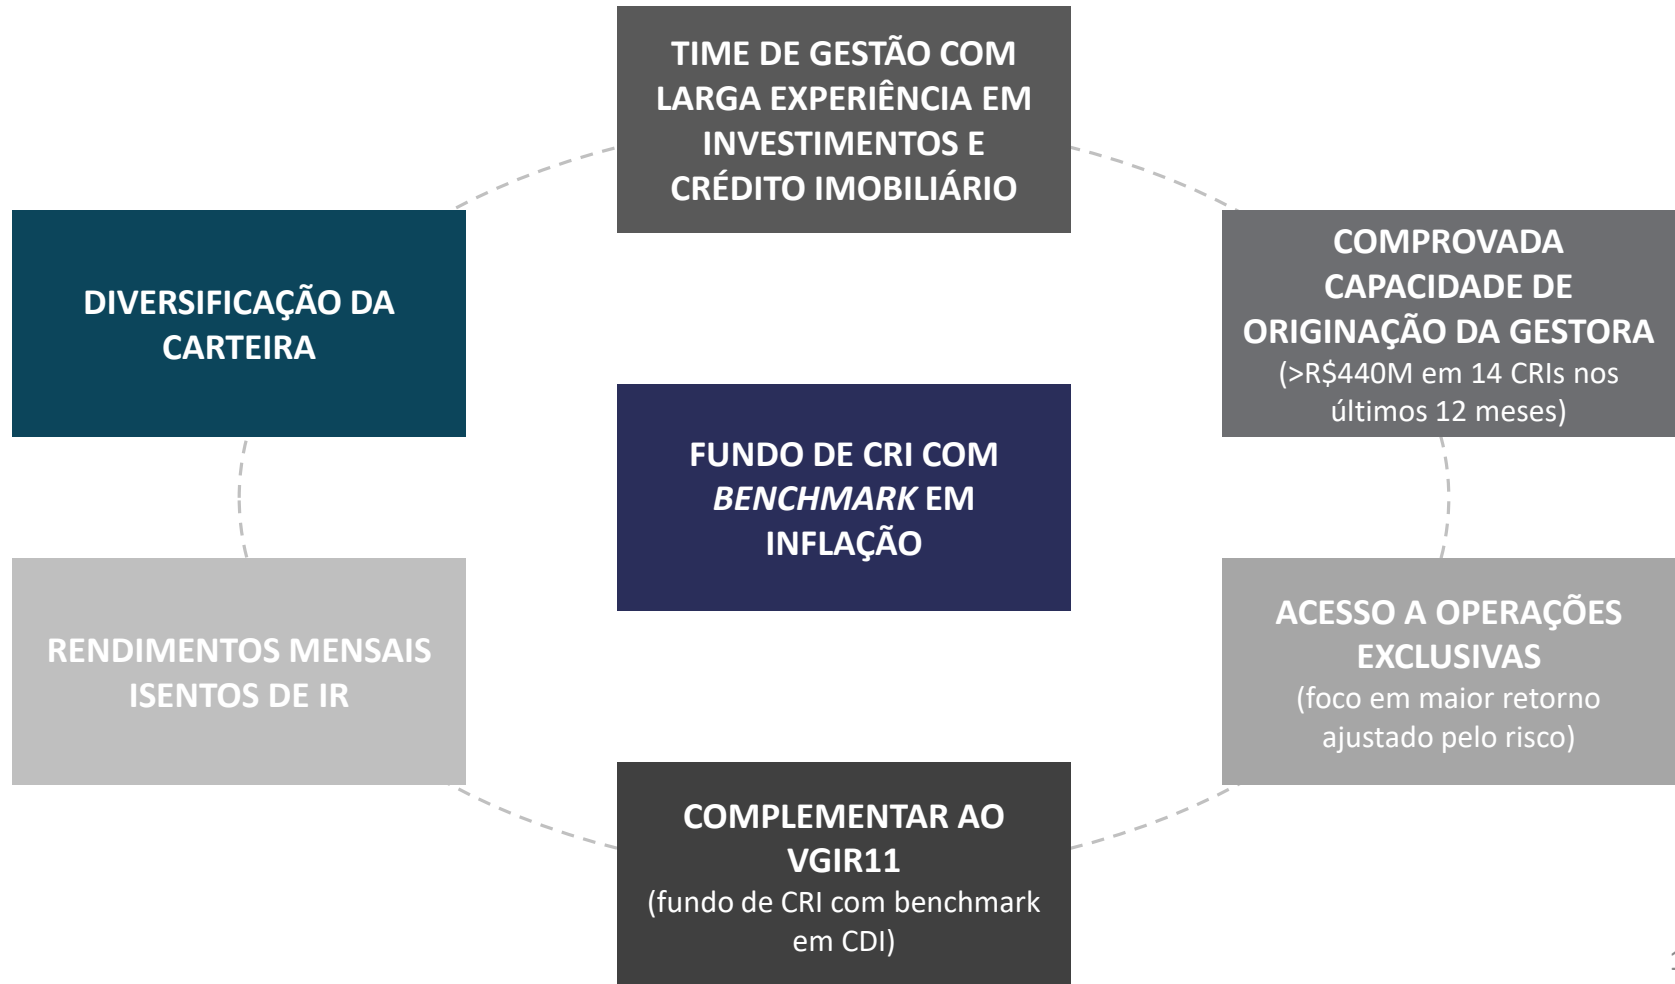 TIME DE GESTÃO COM
LARGA EXPERIÊNCIA EM
INVESTIMENTOS E
CRÉDITO IMOBILIÁRIO
DIVERSIFICAÇÃO DA
CARTEIRA
COMPROVADA
CAPACIDADE DE
ORIGINAÇÃO DA GESTORA
(>R$440M em 14 CRIs nos
últimos 12 meses)
FUNDO DE CRI COM
BENCHMARK EM
INFLAÇÃO
RENDIMENTOS MENSAIS
ISENTOS DE IR
ACESSO A OPERAÇÕES
EXCLUSIVAS
(foco em maior retorno
ajustado pelo risco)
COMPLEMENTAR AO
VGIR11
(fundo de CRI com benchmark
em CDI)